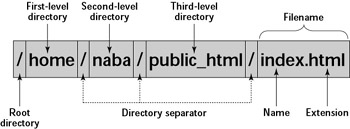 First-level directory
Second-level directory
Third-level directory
Filename
/ home / naba / public_html / index.html
Root directory
Directory separator
Name
Extension